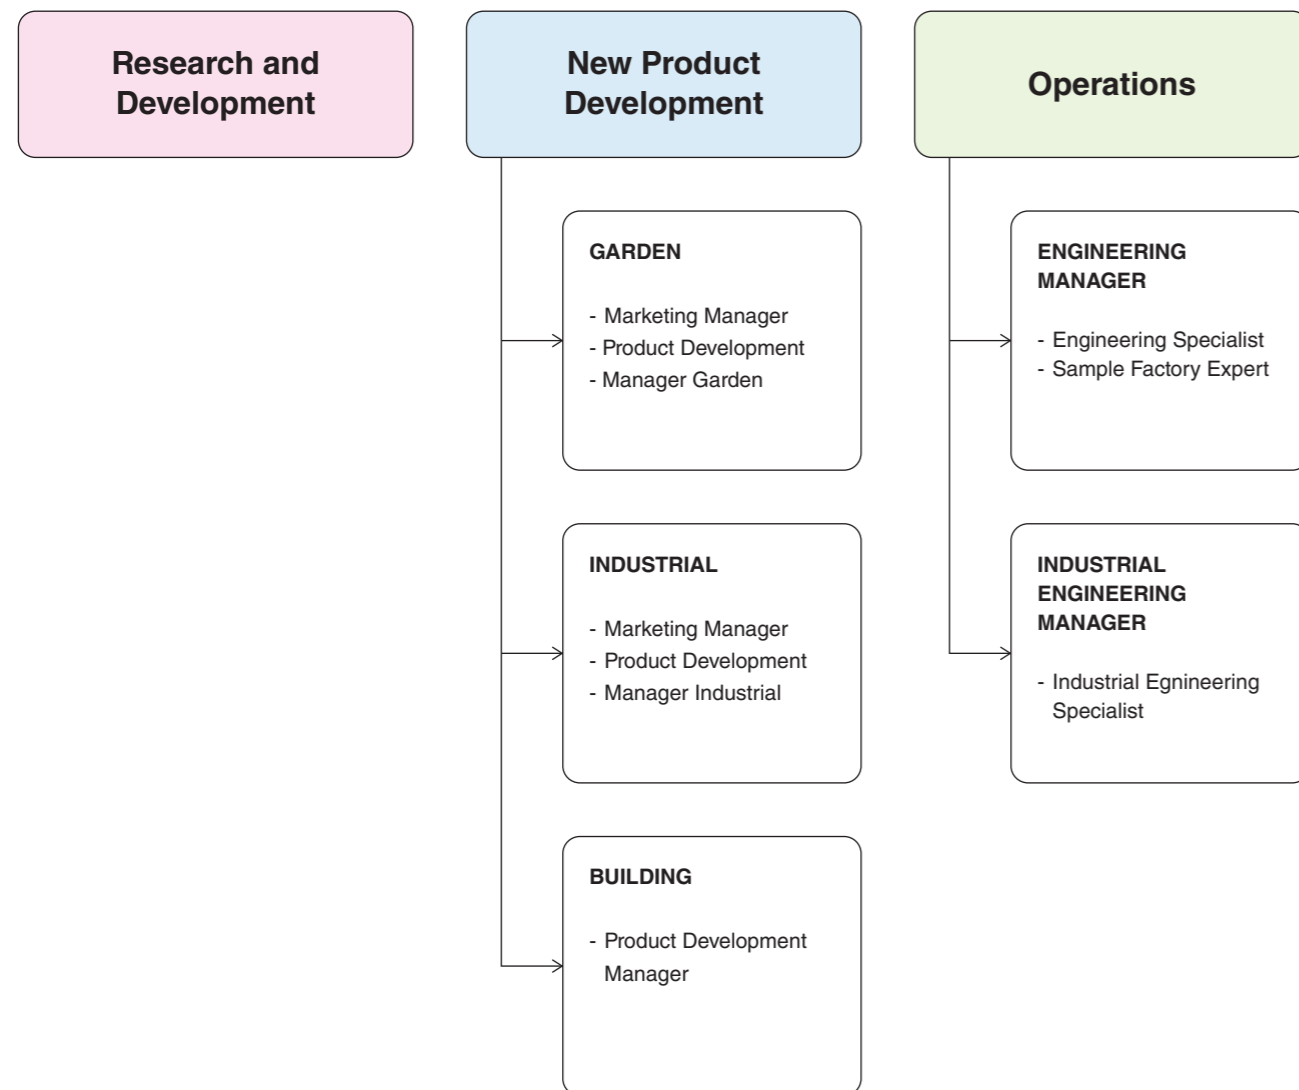 Research and
Development
New Product
Development
Operations
GARDEN
- Marketing Manager
- Product Development
- Manager Garden
INDUSTRIAL
- Marketing Manager
- Product Development
- Manager Industrial
BUILDING
- Product Development
Manager
ENGINEERING
MANAGER
- Engineering Specialist
- Sample Factory Expert
INDUSTRIAL
ENGINEERING
MANAGER
- Industrial Egnineering
Specialist